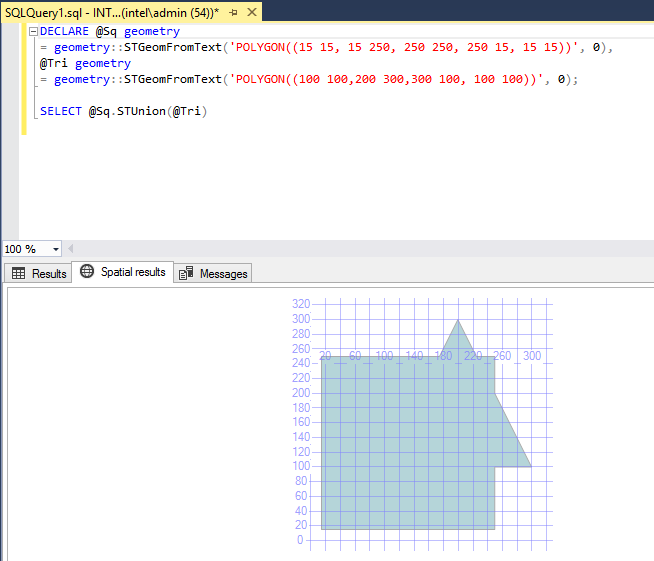 SQLQuery1.sql - INT...(intel\admin (54))*
DECLARE @Sq geometry
= geometry::STGeomFromText('POLYGON((15 15, 15 250, 250 250, 250 15, 15 15))', 0),
@Tri geometry
= geometry::STGeomFromText('POLYGON((100 100,200 300,300 100, 100 100))', 0);
SELECT @Sq.STUnion(@Tri)
100 %
Results Spatial results Messages
320
300
280
260
20 60 100 140 180 220 260 300
240
220
200
180
160
140
120
100
80
60
40
20
0